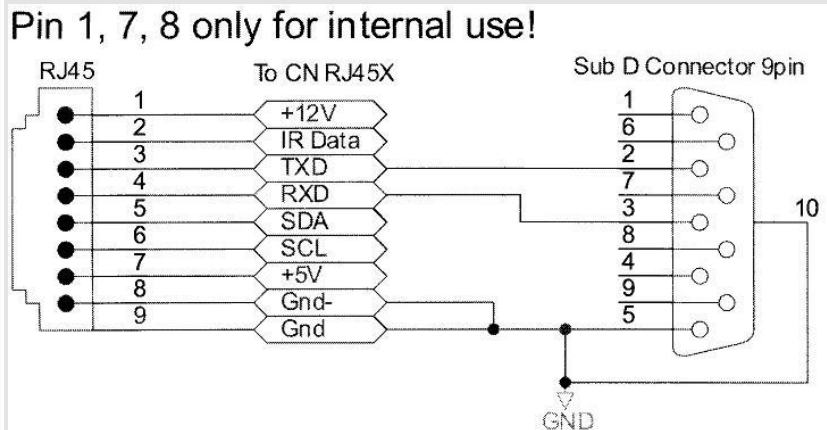 Pin 1, 7, 8 only for internal use!
RJ45 To CN RJ45X Sub D Connector 9pin
1 +12V
2 IR Data
3 TXD
4 RXD
5 SDA
6 SCL
7 +5V
8 Gnd-
9 Gnd
1
6
2
7
3
8
4
9
5
10
GND